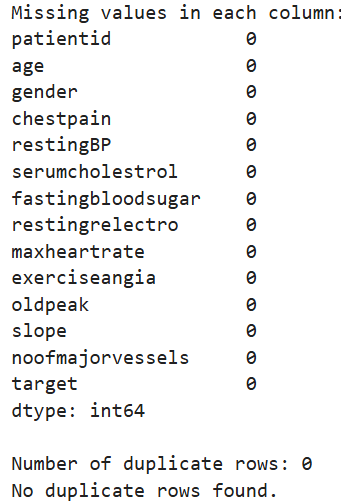 Missing values in each column:
patientid 0
age 0
gender 0
chestpain 0
restingBP 0
serumcholestrol 0
fastingbloodsugar 0
restingrelectro 0
maxheartrate 0
exerciseangia 0
oldpeak 0
slope 0
noofmajorvessels 0
target 0
dtype: int64
Number of duplicate rows: 0
No duplicate rows found.